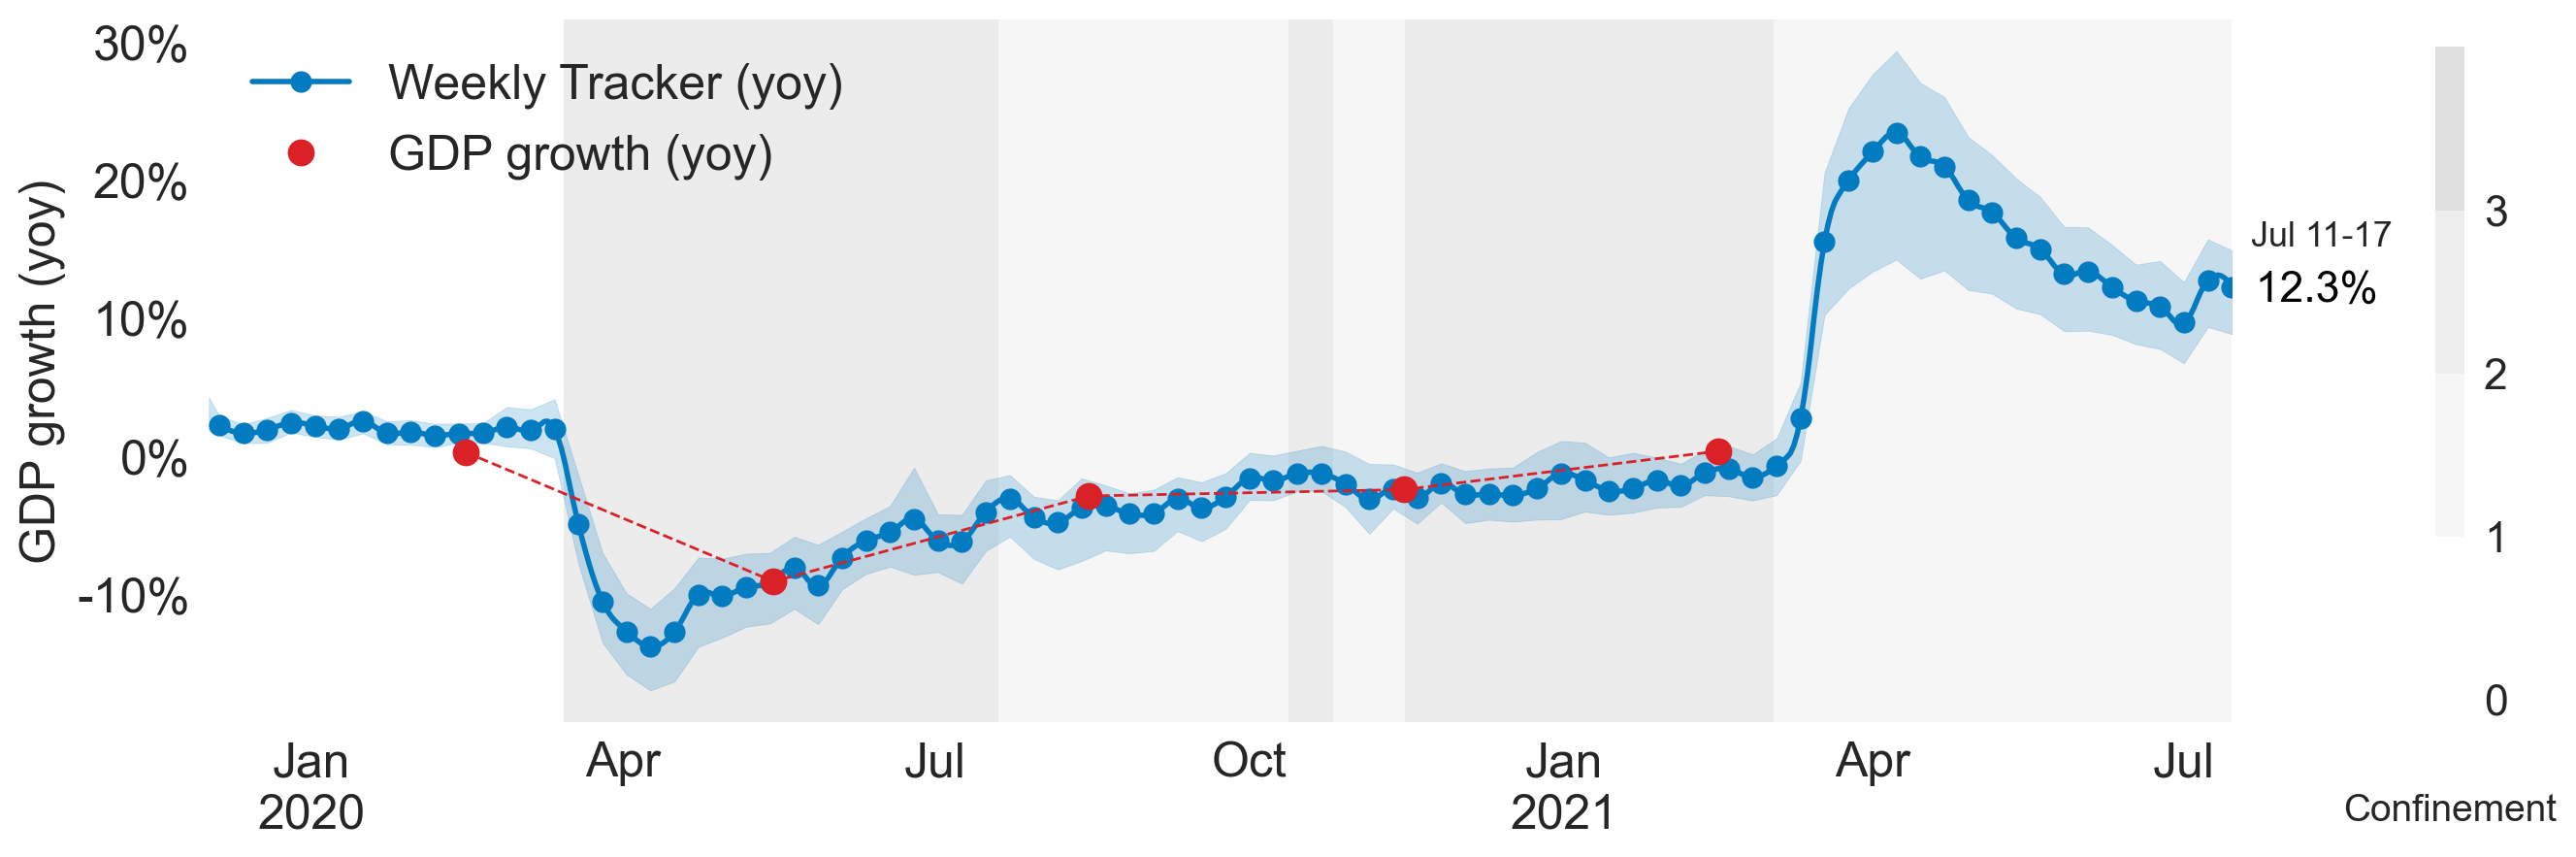 30%
20%
10%
0%
-10%
GDP growth (yoy)
Weekly Tracker (yoy)
GDP growth (yoy)
Jul 11-17
12.3%
3
2
1
0
Confinement
Jan
2020
Apr
Jul
Oct
Jan
2021
Apr
Jul